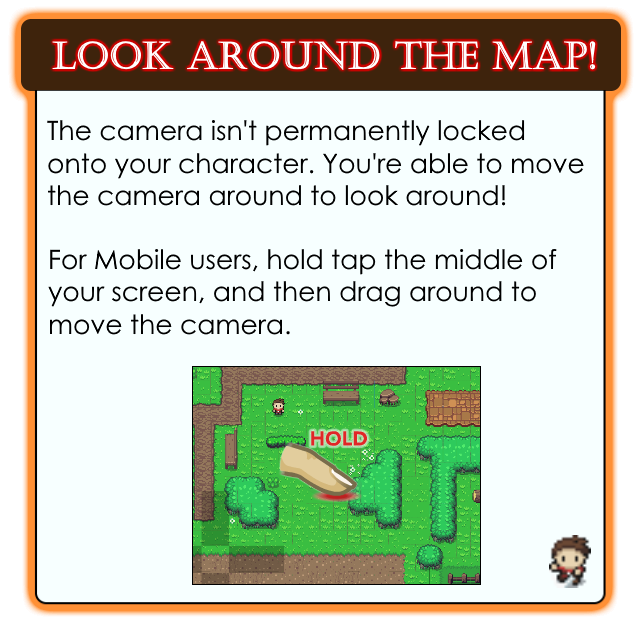 LOOK AROUND THE MAP!
The camera isn't permanently locked
onto your character. You're able to move
the camera around to look around!
For Mobile users, hold tap the middle of
your screen, and then drag around to
move the camera.
HOLD